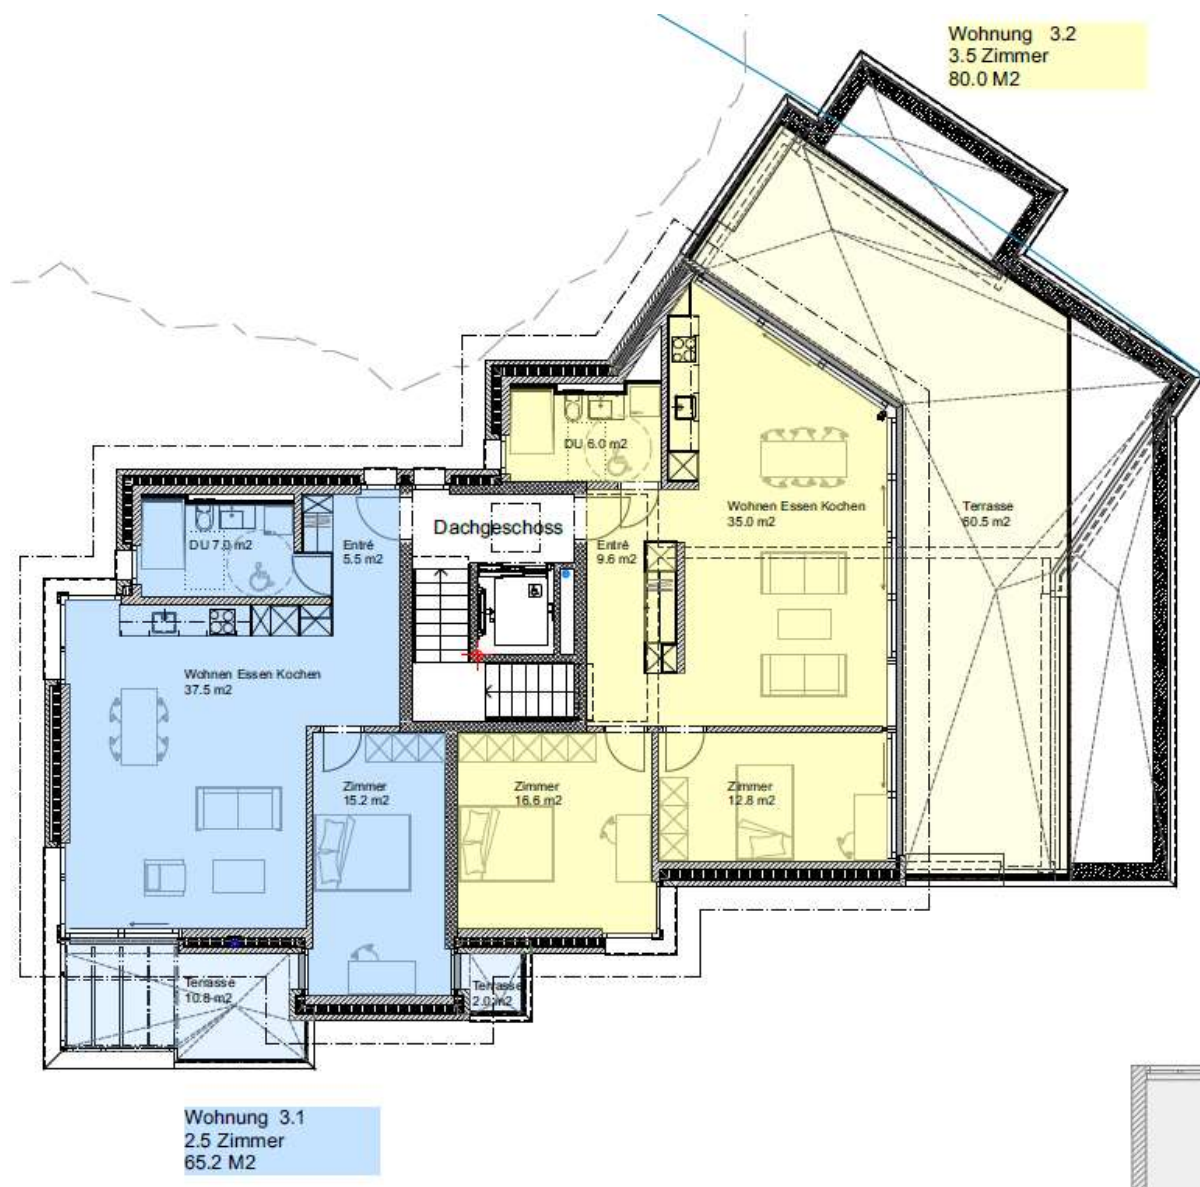 Wohnung 3.2
3.5 Zimmer
80.0 M2
DU 6.0 m2
Wohnen Essen Kochen
35.0 m2
Terrasse
60.5 m2
Dachgeschoss
DU 7.0 m2
Entré
5.5 m2
Entré
9.6 m2
Wohnen Essen Kochen
37.5 m2
Zimmer
15.2 m2
Zimmer
16.6 m2
Zimmer
12.8 m2
Terrasse
10.8 m2
Terrasse
2.0 m2
Wohnung 3.1
2.5 Zimmer
65.2 M2